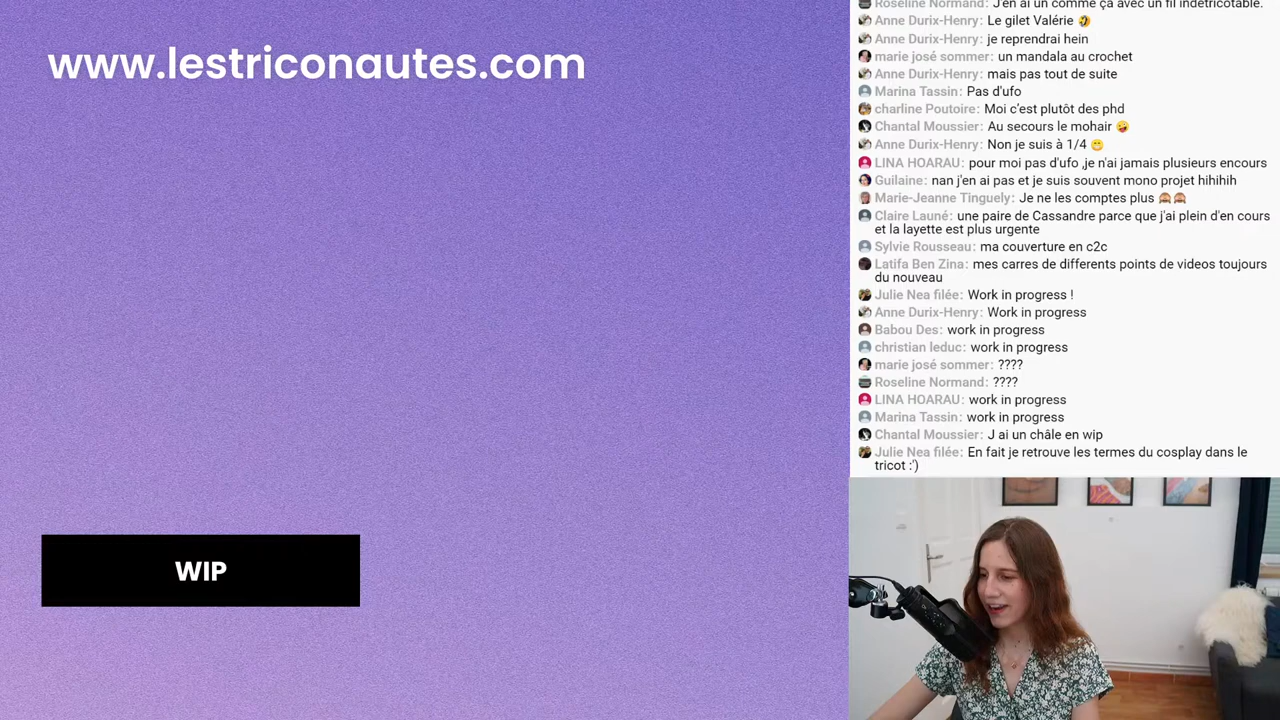 www.lestriconautes.com
WIP
Roseline Normand: J'en ai un comme ça avec un fil indétricotable.
Anne Durix-Henry: Le gilet Valérie 🤣
Anne Durix-Henry: je reprendrai hein
marie josé sommer: un mandala au crochet
Anne Durix-Henry: mais pas tout de suite
Marina Tassin: Pas d'ufo
charline Poutoire: Moi c'est plutôt des phd
Chantal Moussier: Au secours le mohair 🤪
Anne Durix-Henry: Non je suis à 1/4 😁
LINA HOARAU: pour moi pas d'ufo ,je n'ai jamais plusieurs encours
Guilaine: nan j'en ai pas et je suis souvent mono projet hihihih
Marie-Jeanne Tinguely: Je ne les comptes plus 🙈🙈
Claire Launé: une paire de Cassandre parce que j'ai plein d'en cours
et la layette est plus urgente
Sylvie Rousseau: ma couverture en c2c
Latifa Ben Zina: mes carres de differents points de videos toujours
du nouveau
Julie Nea filée: Work in progress !
Anne Durix-Henry: Work in progress
Babou Des: work in progress
christian leduc: work in progress
marie josé sommer: ????
Roseline Normand: ????
LINA HOARAU: work in progress
Marina Tassin: work in progress
Chantal Moussier: J ai un châle en wip
Julie Nea filée: En fait je retrouve les termes du cosplay dans le
tricot :')